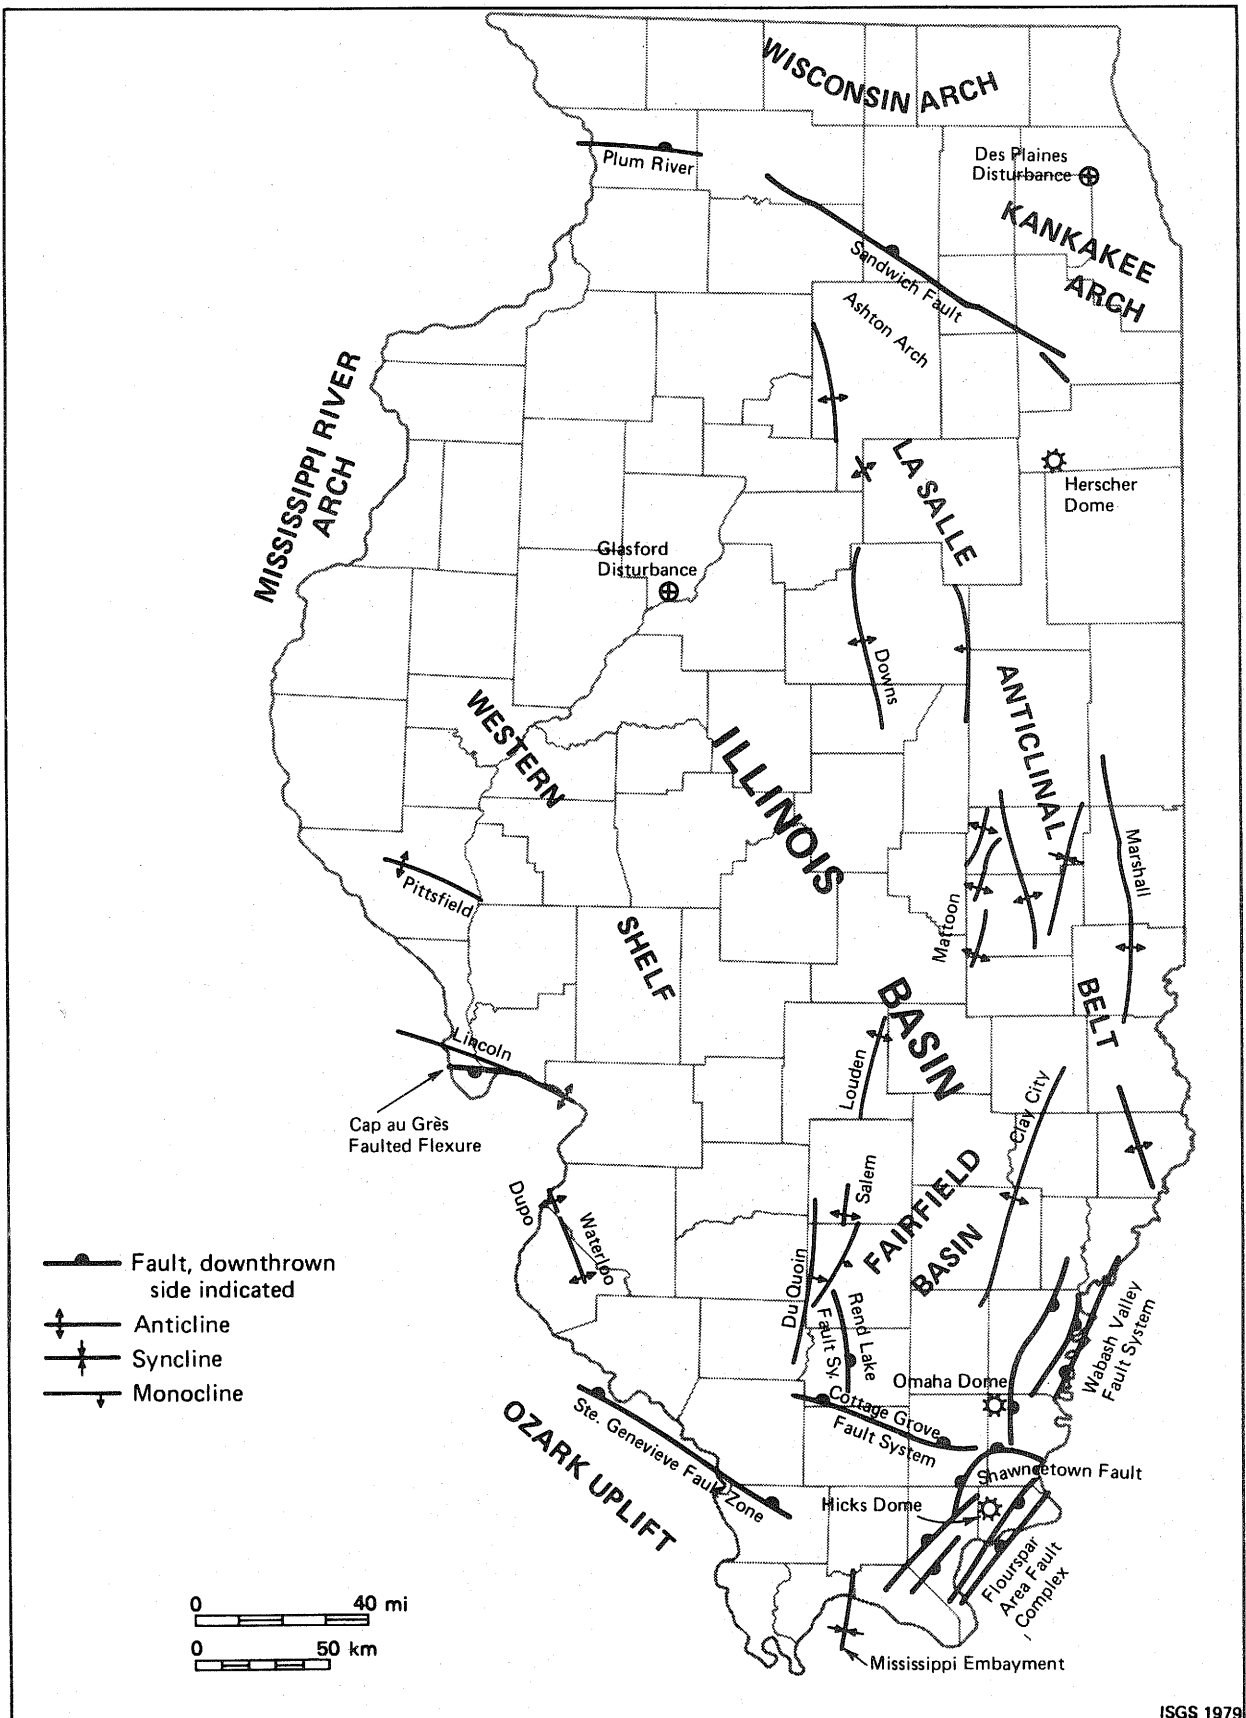 WISCONSIN ARCH
Plum River
Des Plaines
Disturbance
KANKAKEE
ARCH
Sandwich Fault
Ashton Arch
MISSISSIPPI RIVER
ARCH
LA SALLE
Herscher
Dome
Glasford
Disturbance
Downs
ANTICLINAL
WESTERN
ILLINOIS
Marshall
Pittsfield
Mattoon
SHELF
BASIN
BELT
Lincoln
Louden
Clay City
Cap au Grès
Faulted Flexure
Salem
FAIRFIELD
BASIN
Dupo
Waterloo
Du Quoin
Fault, downthrown
side indicated
Anticline
Syncline
Monocline
Rend Lake
Fault Sy.
Wabash Valley
Fault System
Omaha Dome
Cottage Grove
Fault System
OZARK UPLIFT
Ste. Genevieve Fault Zone
Shawneetown Fault
Hicks Dome
Flourspar
Area Fault
Complex
0 40 mi
0 50 km
Mississippi Embayment
ISGS 1979